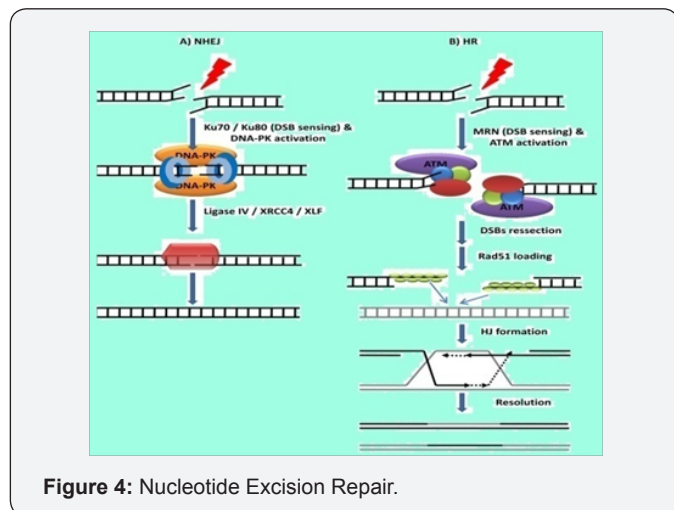 A) NHEJ
Ku70 / Ku80 (DSB sensing) &
DNA-PK activation
DNA-PK
DNA-PK
Ligase IV / XRCC4 / XLF
B) HR
MRN (DSB sensing) &
ATM activation
ATM
ATM
DSBs ressection
Rad51 loading
HJ formation
Resolution
Figure 4: Nucleotide Excision Repair.